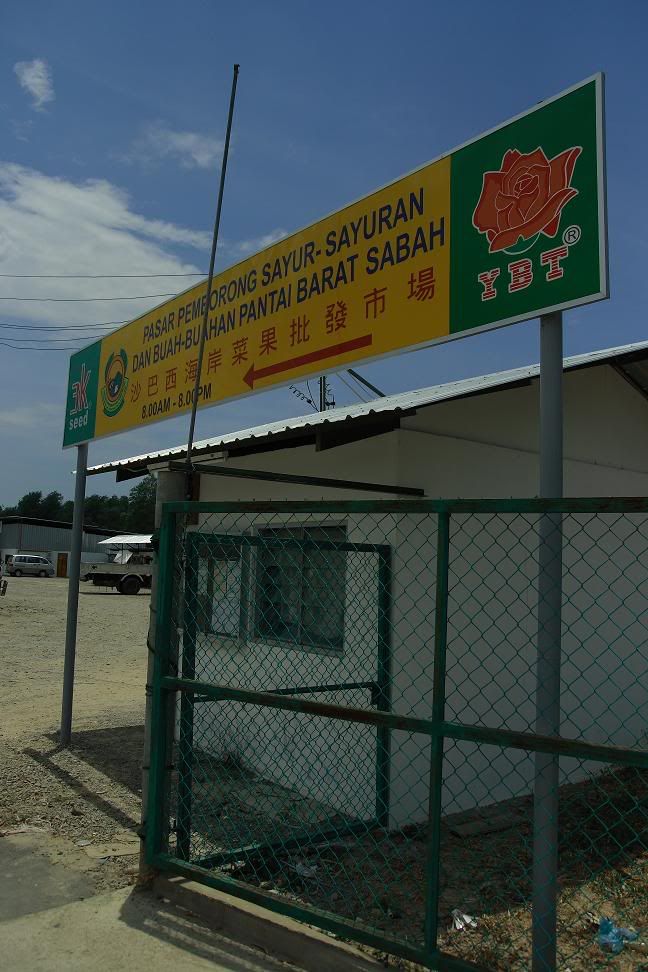 3K
seed
PASAR PEMBORONG SAYUR-SAYURAN
DAN BUAH-BUAHAN PANTAI BARAT SABAH
沙巴西海岸菜果批發市場
8.00AM - 8.00PM
YBT®